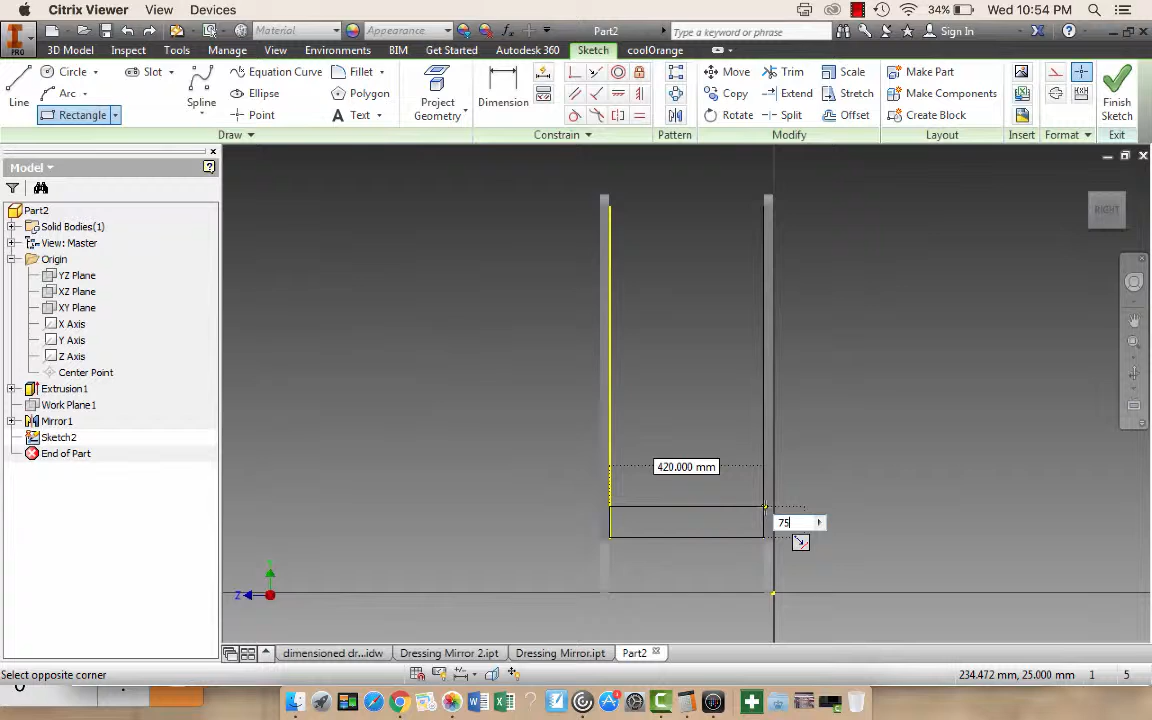 Citrix Viewer View Devices 34% Wed 10:54 AM
PRO Material Appearance Part2 Type a keyword or phrase Sign In
3D Model Inspect Tools Manage View Environments BIM Get Started Autodesk 360 Sketch coolOrange
Line Circle Arc Rectangle Slot Spline Equation Curve Ellipse Point Fillet Polygon Text
Project Geometry Dimension
Move Copy Rotate Trim Extend Split Scale Stretch Offset
Make Part Make Components Create Block
Finish Sketch
Draw Constrain Pattern Modify Layout Insert Format Exit
Model
Part2
Solid Bodies(1)
View: Master
Origin
YZ Plane
XZ Plane
XY Plane
X Axis
Y Axis
Z Axis
Center Point
Extrusion1
Work Plane1
Mirror1
Sketch2
End of Part
RIGHT
420.000 mm
75
Z
dimensioned dr...idw Dressing Mirror 2.ipt Dressing Mirror.ipt Part2
Select opposite corner 234.472 mm, 25.000 mm 1 5